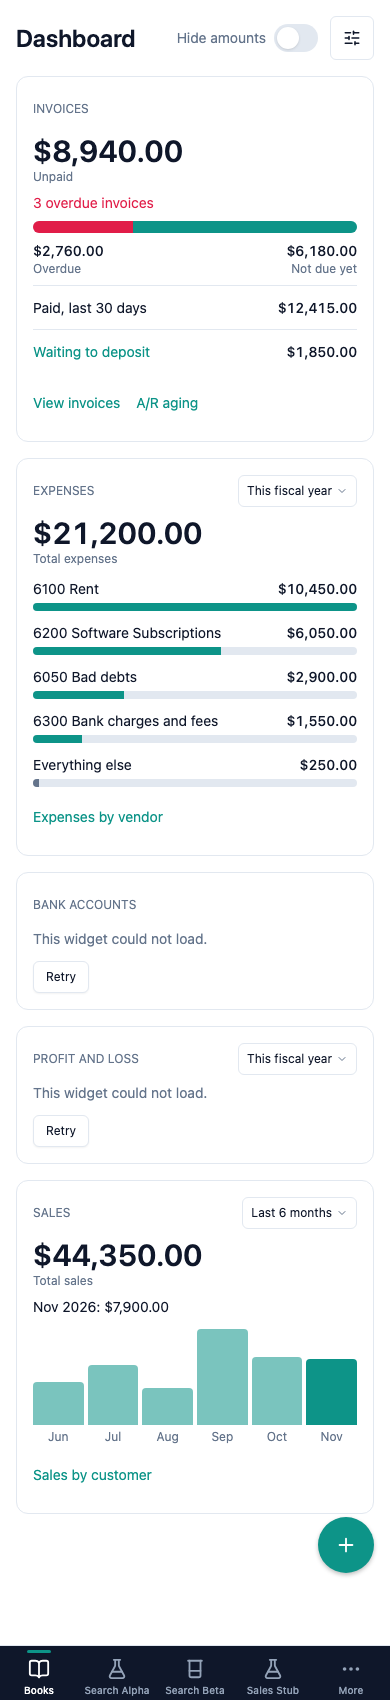 Dashboard
Hide amounts
INVOICES
$8,940.00
Unpaid
3 overdue invoices
$2,760.00 $6,180.00
Overdue Not due yet
Paid, last 30 days $12,415.00
Waiting to deposit $1,850.00
View invoices A/R aging
EXPENSES This fiscal year
$21,200.00
Total expenses
6100 Rent $10,450.00
6200 Software Subscriptions $6,050.00
6050 Bad debts $2,900.00
6300 Bank charges and fees $1,550.00
Everything else $250.00
Expenses by vendor
BANK ACCOUNTS
This widget could not load.
Retry
PROFIT AND LOSS This fiscal year
This widget could not load.
Retry
SALES Last 6 months
$44,350.00
Total sales
Nov 2026: $7,900.00
Jun Jul Aug Sep Oct Nov
Sales by customer
Books Search Alpha Search Beta Sales Stub More